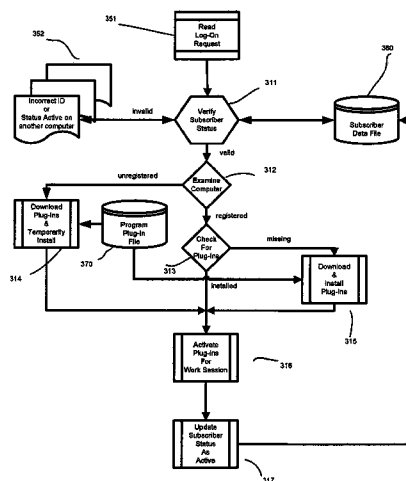 351
Read
Log-On
Request
352
Incorrect ID
or
Status Active on
another computer
invalid
Verify
Subscriber
Status
311
360
Subscriber
Data File
valid
unregistered
Examine
Computer
312
registered
Download
Plug-Ins
&
Temporarily
Install
314
Program
Plug-In
File
370
Check
For
Plug-Ins
313
missing
installed
Download
&
Install
Plug-Ins
315
Activate
Plug-Ins
For
Work Session
316
Update
Subscriber
Status
As
Active
317